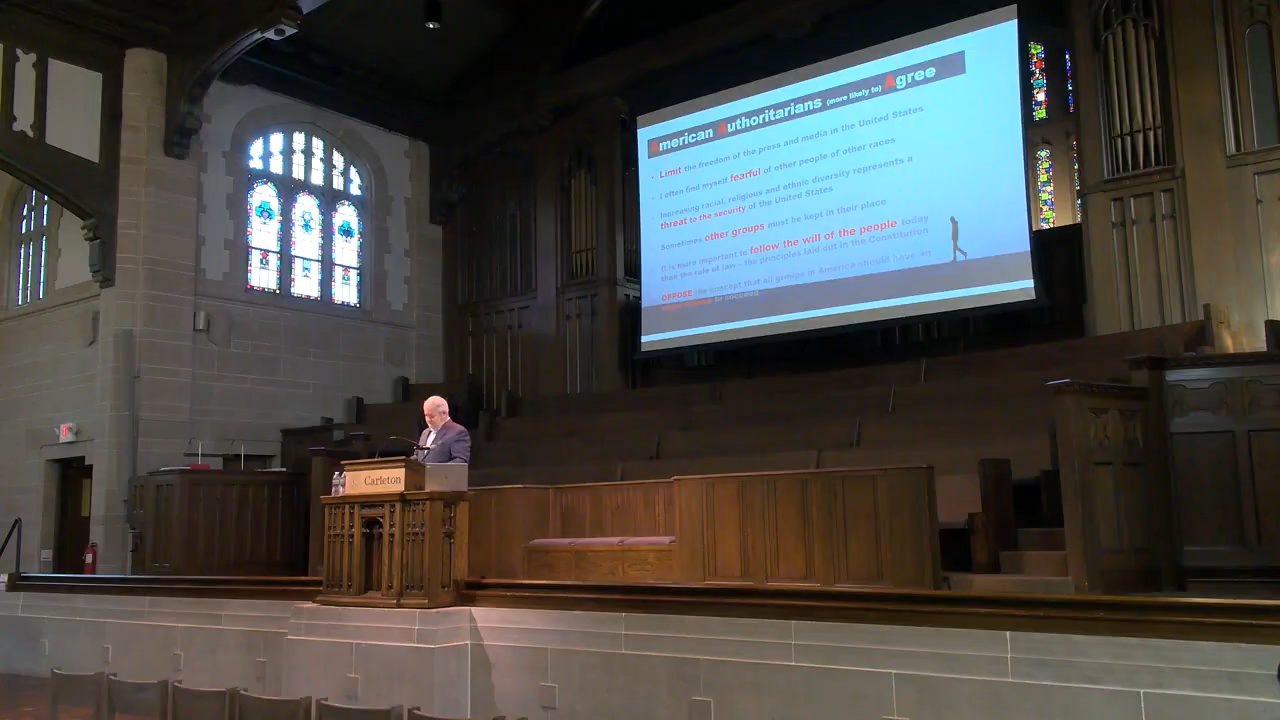 American Authoritarians (more likely to) Agree
Limit the freedom of the press and media in the United States
I often find myself fearful of other people of other races
Increasing racial, religious and ethnic diversity represents a
threat to the security of the United States
Sometimes other groups must be kept in their place
It is more important to follow the will of the people today
than the rule of law - the principles laid out in the Constitution
OPPOSE the concept that all groups in America should have an
Carleton